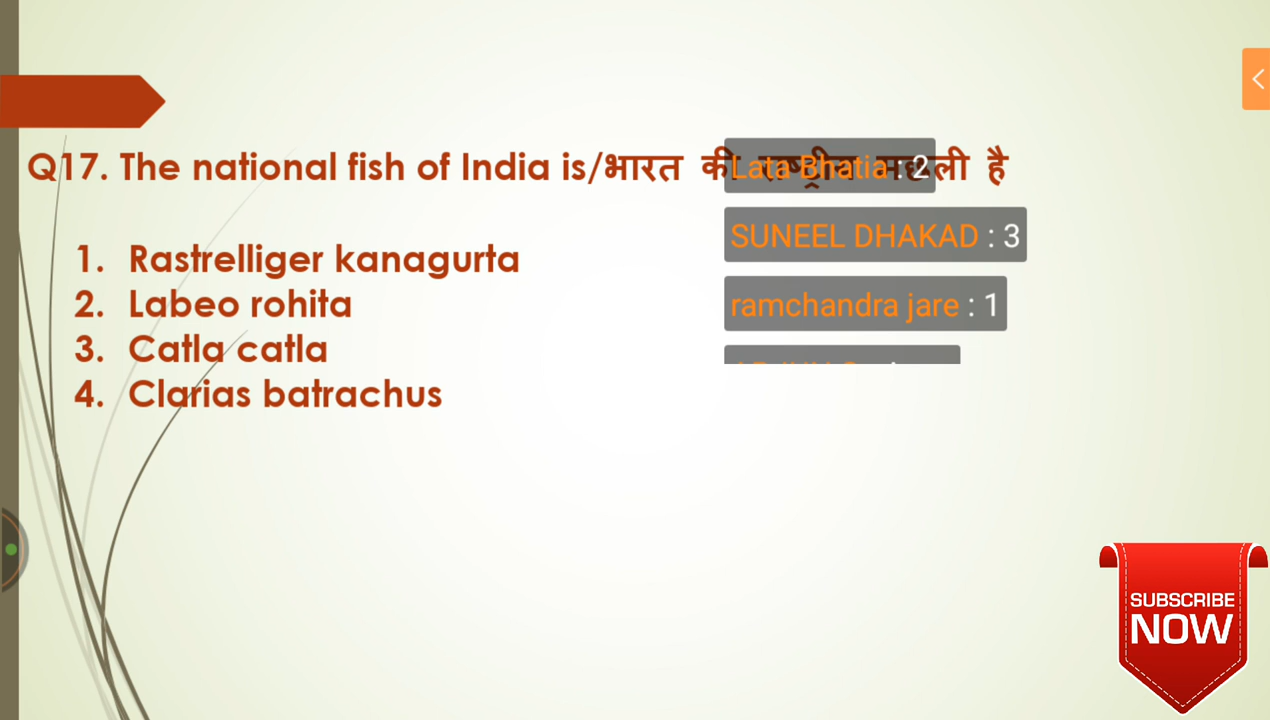 Q17. The national fish of India is/भारत की राष्ट्रीय मछली है
Lata Bhatia : 2
SUNEEL DHAKAD : 3
ramchandra jare : 1
1. Rastrelliger kanagurta
2. Labeo rohita
3. Catla catla
4. Clarias batrachus
SUBSCRIBE
NOW